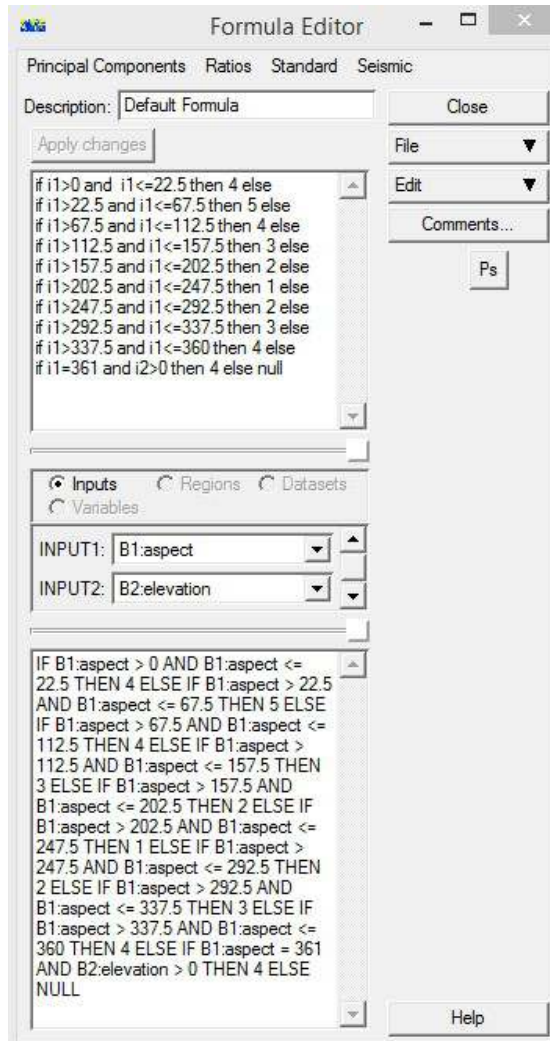 Formula Editor
Principal Components Ratios Standard Seismic
Description: Default Formula
Close
Apply changes
File
Edit
Comments...
Ps
if i1>0 and i1<=22.5 then 4 else
if i1>22.5 and i1<=67.5 then 5 else
if i1>67.5 and i1<=112.5 then 4 else
if i1>112.5 and i1<=157.5 then 3 else
if i1>157.5 and i1<=202.5 then 2 else
if i1>202.5 and i1<=247.5 then 1 else
if i1>247.5 and i1<=292.5 then 2 else
if i1>292.5 and i1<=337.5 then 3 else
if i1>337.5 and i1<=360 then 4 else
if i1=361 and i2>0 then 4 else null
Inputs Regions Datasets
Variables
INPUT1: B1:aspect
INPUT2: B2:elevation
IF B1:aspect > 0 AND B1:aspect <=
22.5 THEN 4 ELSE IF B1:aspect > 22.5
AND B1:aspect <= 67.5 THEN 5 ELSE
IF B1:aspect > 67.5 AND B1:aspect <=
112.5 THEN 4 ELSE IF B1:aspect >
112.5 AND B1:aspect <= 157.5 THEN
3 ELSE IF B1:aspect > 157.5 AND
B1:aspect <= 202.5 THEN 2 ELSE IF
B1:aspect > 202.5 AND B1:aspect <=
247.5 THEN 1 ELSE IF B1:aspect >
247.5 AND B1:aspect <= 292.5 THEN
2 ELSE IF B1:aspect > 292.5 AND
B1:aspect <= 337.5 THEN 3 ELSE IF
B1:aspect > 337.5 AND B1:aspect <=
360 THEN 4 ELSE IF B1:aspect = 361
AND B2:elevation > 0 THEN 4 ELSE
NULL
Help